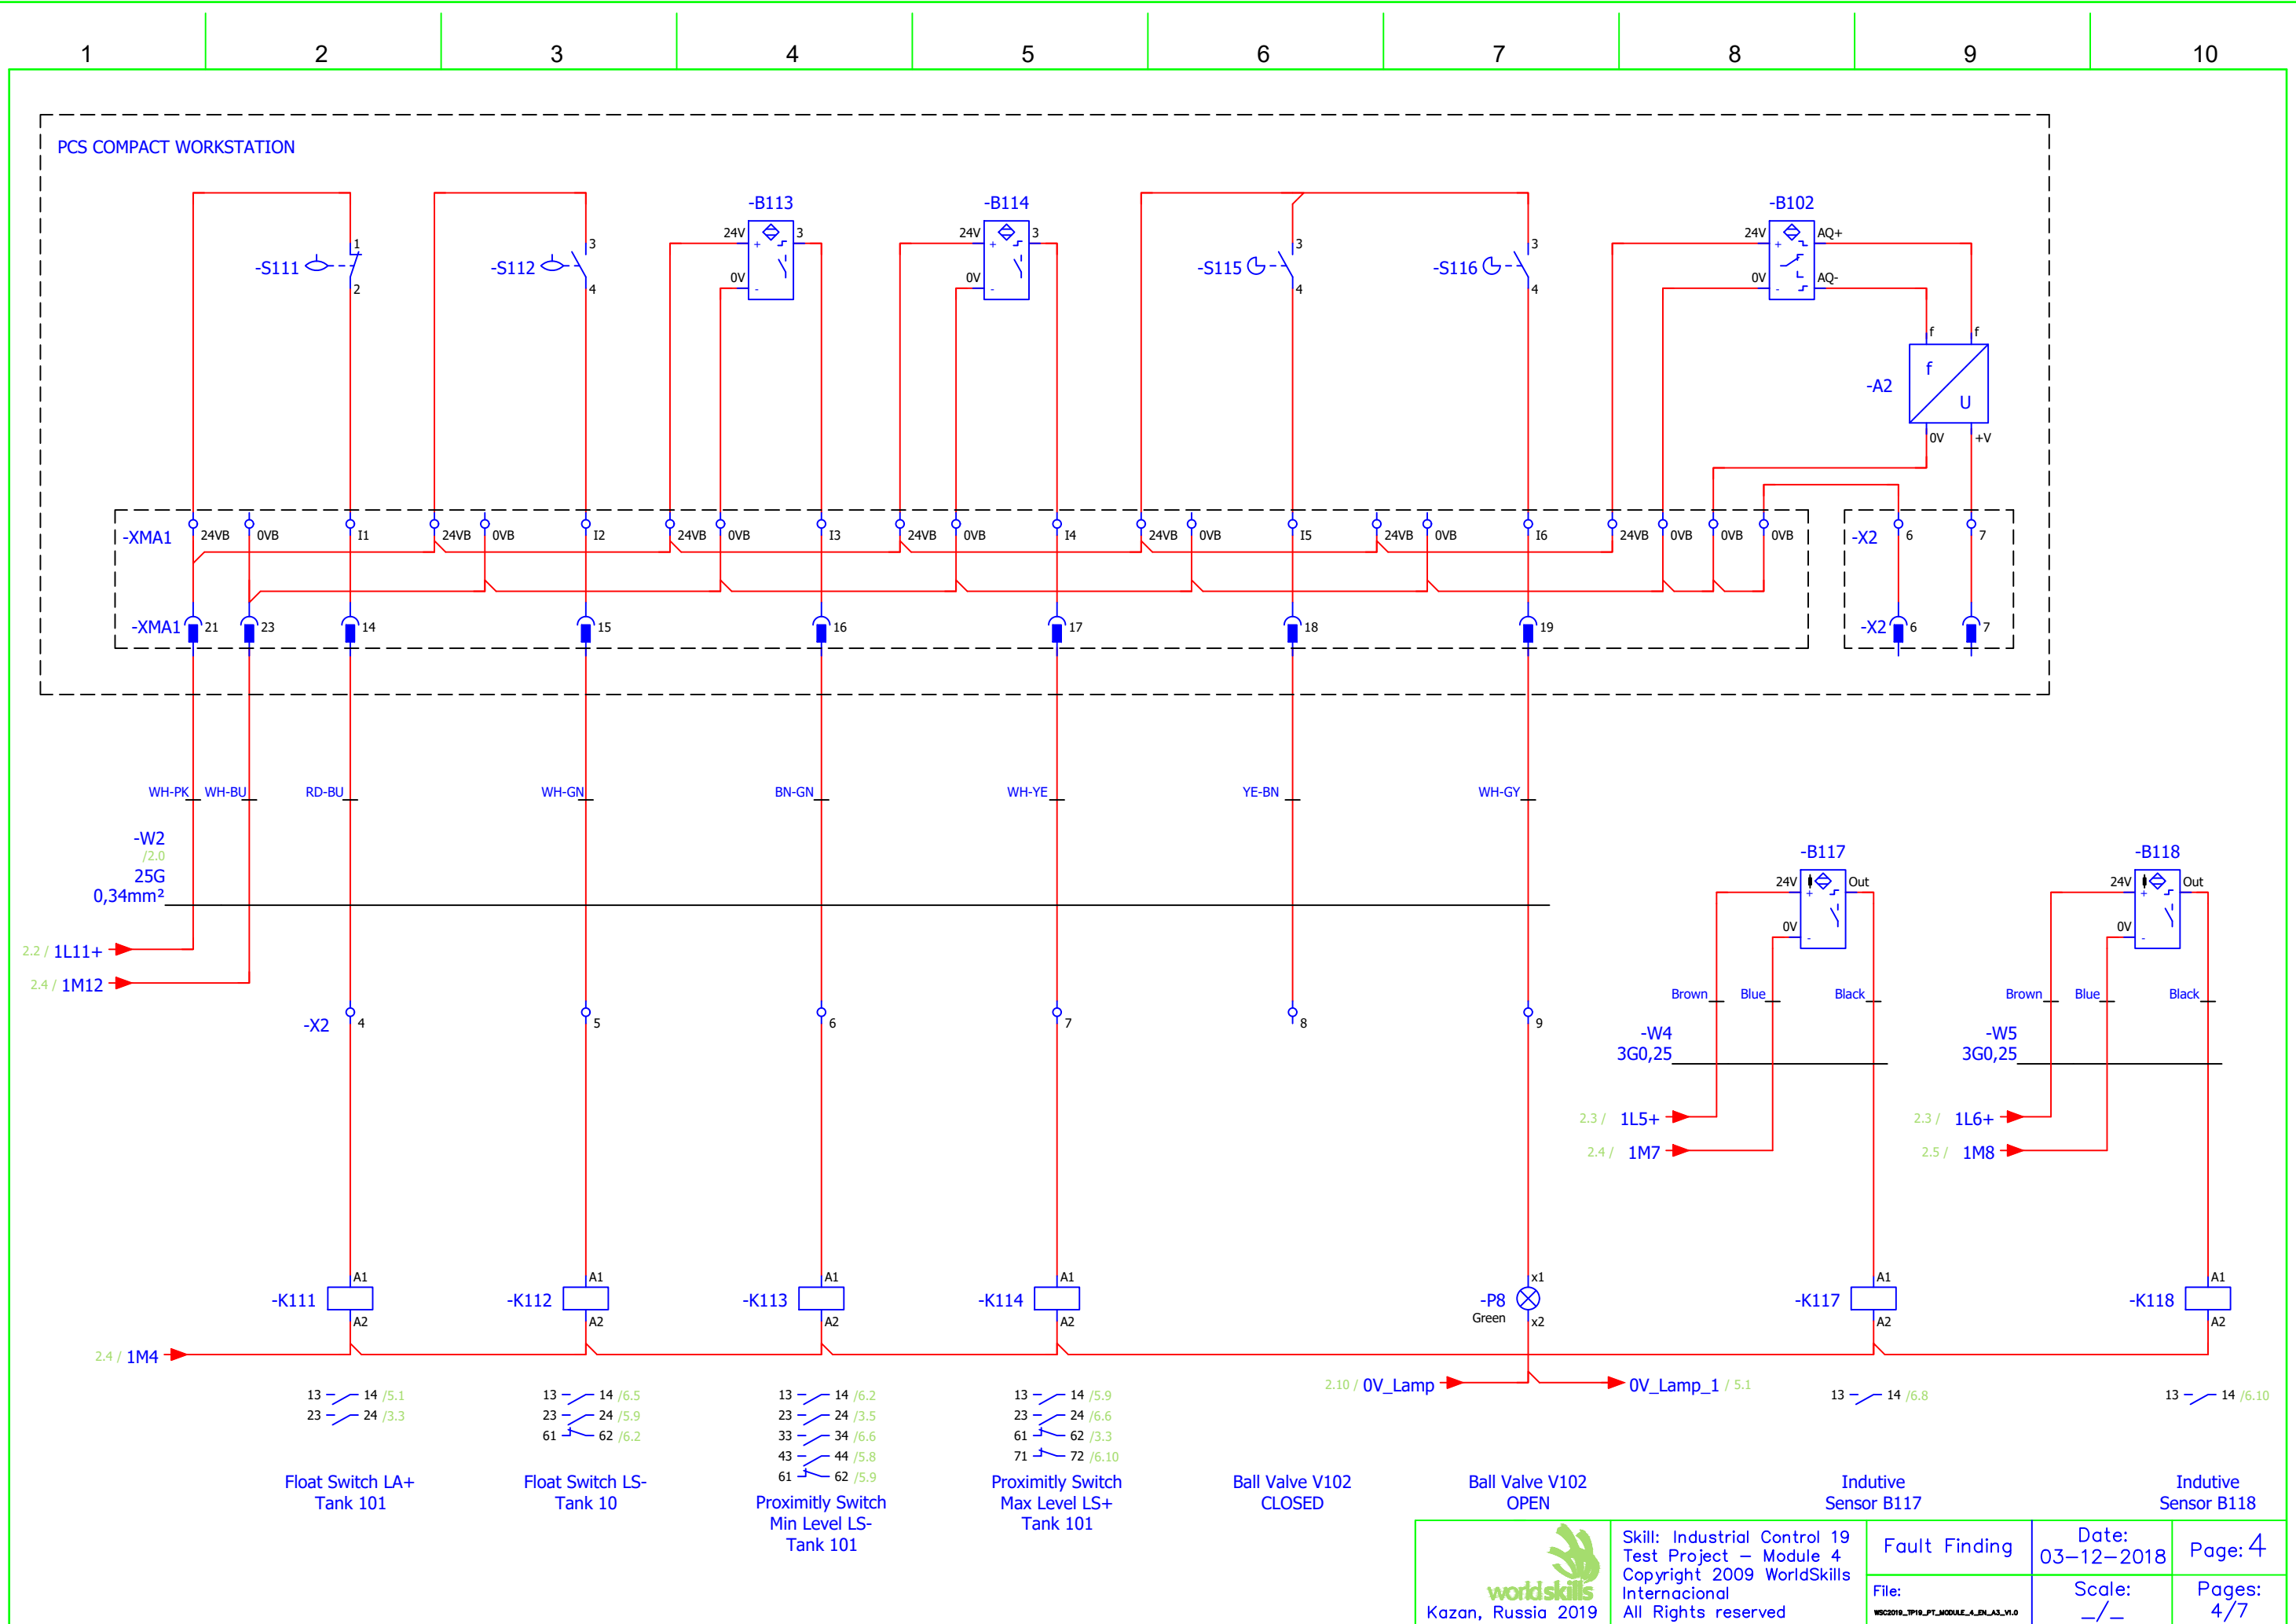 1 2 3 4 5 6 7 8 9 10
PCS COMPACT WORKSTATION
-B113 -B114 -B102
24V 3 24V 3 24V AQ+
+ + +
1 3 3 3
-S111 -S112 -S115 -S116
0V 0V 0V AQ-
- - -
2 4 4 4
f f
f
-A2
U
0V +V
-XMA1 24VB 0VB I1 24VB 0VB I2 24VB 0VB I3 24VB 0VB I4 24VB 0VB I5 24VB 0VB I6 24VB 0VB 0VB 0VB -X2 6 7
-XMA1 21 23 14 15 16 17 18 19 -X2 6 7
WH-PK WH-BU RD-BU WH-GN BN-GN WH-YE YE-BN WH-GY
-W2
/2.0
25G
0,34mm²
-B117 -B118
24V Out 24V Out
+ +
0V 0V
- -
2.2 / 1L11+
2.4 / 1M12
Brown Blue Black Brown Blue Black
-X2 4 5 6 7 8 9
-W4 -W5
3G0,25 3G0,25
2.3 / 1L5+ 2.3 / 1L6+
2.4 / 1M7 2.5 / 1M8
A1 A1 A1 A1 x1 A1 A1
-K111 -K112 -K113 -K114 -P8 -K117 -K118
Green
A2 A2 A2 A2 x2 A2 A2
2.4 / 1M4
2.10 / 0V_Lamp 0V_Lamp_1 / 5.1
13 14 /5.1 13 14 /6.5 13 14 /6.2 13 14 /5.9 13 14 /6.8 13 14 /6.10
23 24 /3.3 23 24 /5.9 23 24 /3.5 23 24 /6.6
61 62 /6.2 33 34 /6.6 61 62 /3.3
43 44 /5.8 71 72 /6.10
61 62 /5.9
Float Switch LA+
Tank 101
Float Switch LS-
Tank 10
Proximitly Switch
Min Level LS-
Tank 101
Proximitly Switch
Max Level LS+
Tank 101
Ball Valve V102
CLOSED
Ball Valve V102
OPEN
Indutive
Sensor B117
Indutive
Sensor B118
worldskills
Kazan, Russia 2019
Skill: Industrial Control 19
Test Project – Module 4
Copyright 2009 WorldSkills
Internacional
All Rights reserved
Fault Finding
File:
WSC2019_TP19_PT_MODULE_4_EN_A3_V1.0
Date:
03-12-2018
Page: 4
Scale:
_/_
Pages:
4/7